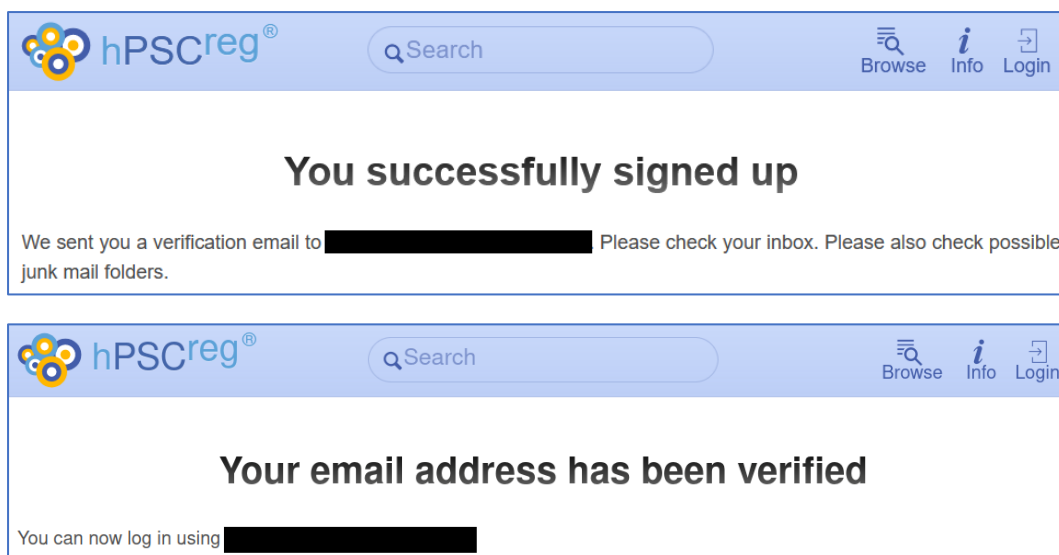 hPSCreg® Search Browse Info Login
You successfully signed up
We sent you a verification email to . Please check your inbox. Please also check possible
junk mail folders.
hPSCreg® Search Browse Info Login
Your email address has been verified
You can now log in using